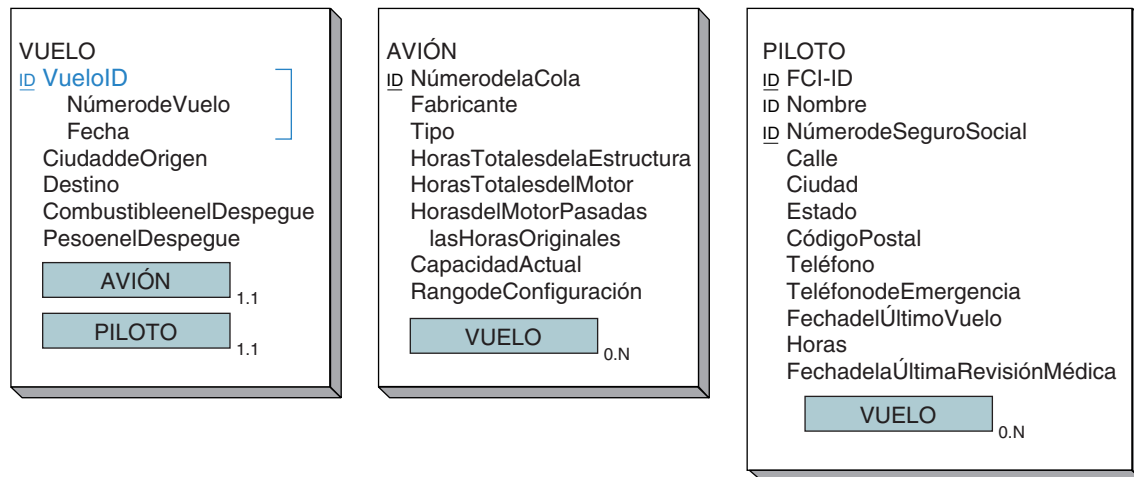 VUELO
ID VueloID
NúmerodeVuelo
Fecha
CiudaddeOrigen
Destino
CombustibleenelDespegue
PesoenelDespegue
AVIÓN
1.1
PILOTO
1.1
AVIÓN
ID NúmerodelaCola
Fabricante
Tipo
HorasTotalesdelaEstructura
HorasTotalesdelMotor
HorasdelMotorPasadas
lasHorasOriginales
CapacidadActual
RangodeConfiguración
VUELO
0.N
PILOTO
ID FCI-ID
ID Nombre
ID NúmerodeSeguroSocial
Calle
Ciudad
Estado
CódigoPostal
Teléfono
TeléfonodeEmergencia
FechadelÚltimoVuelo
Horas
FechadelaÚltimaRevisiónMédica
VUELO
0.N